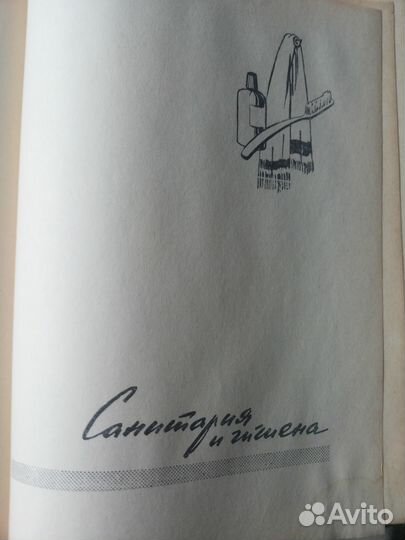 Санитария
и гигиена
Avito